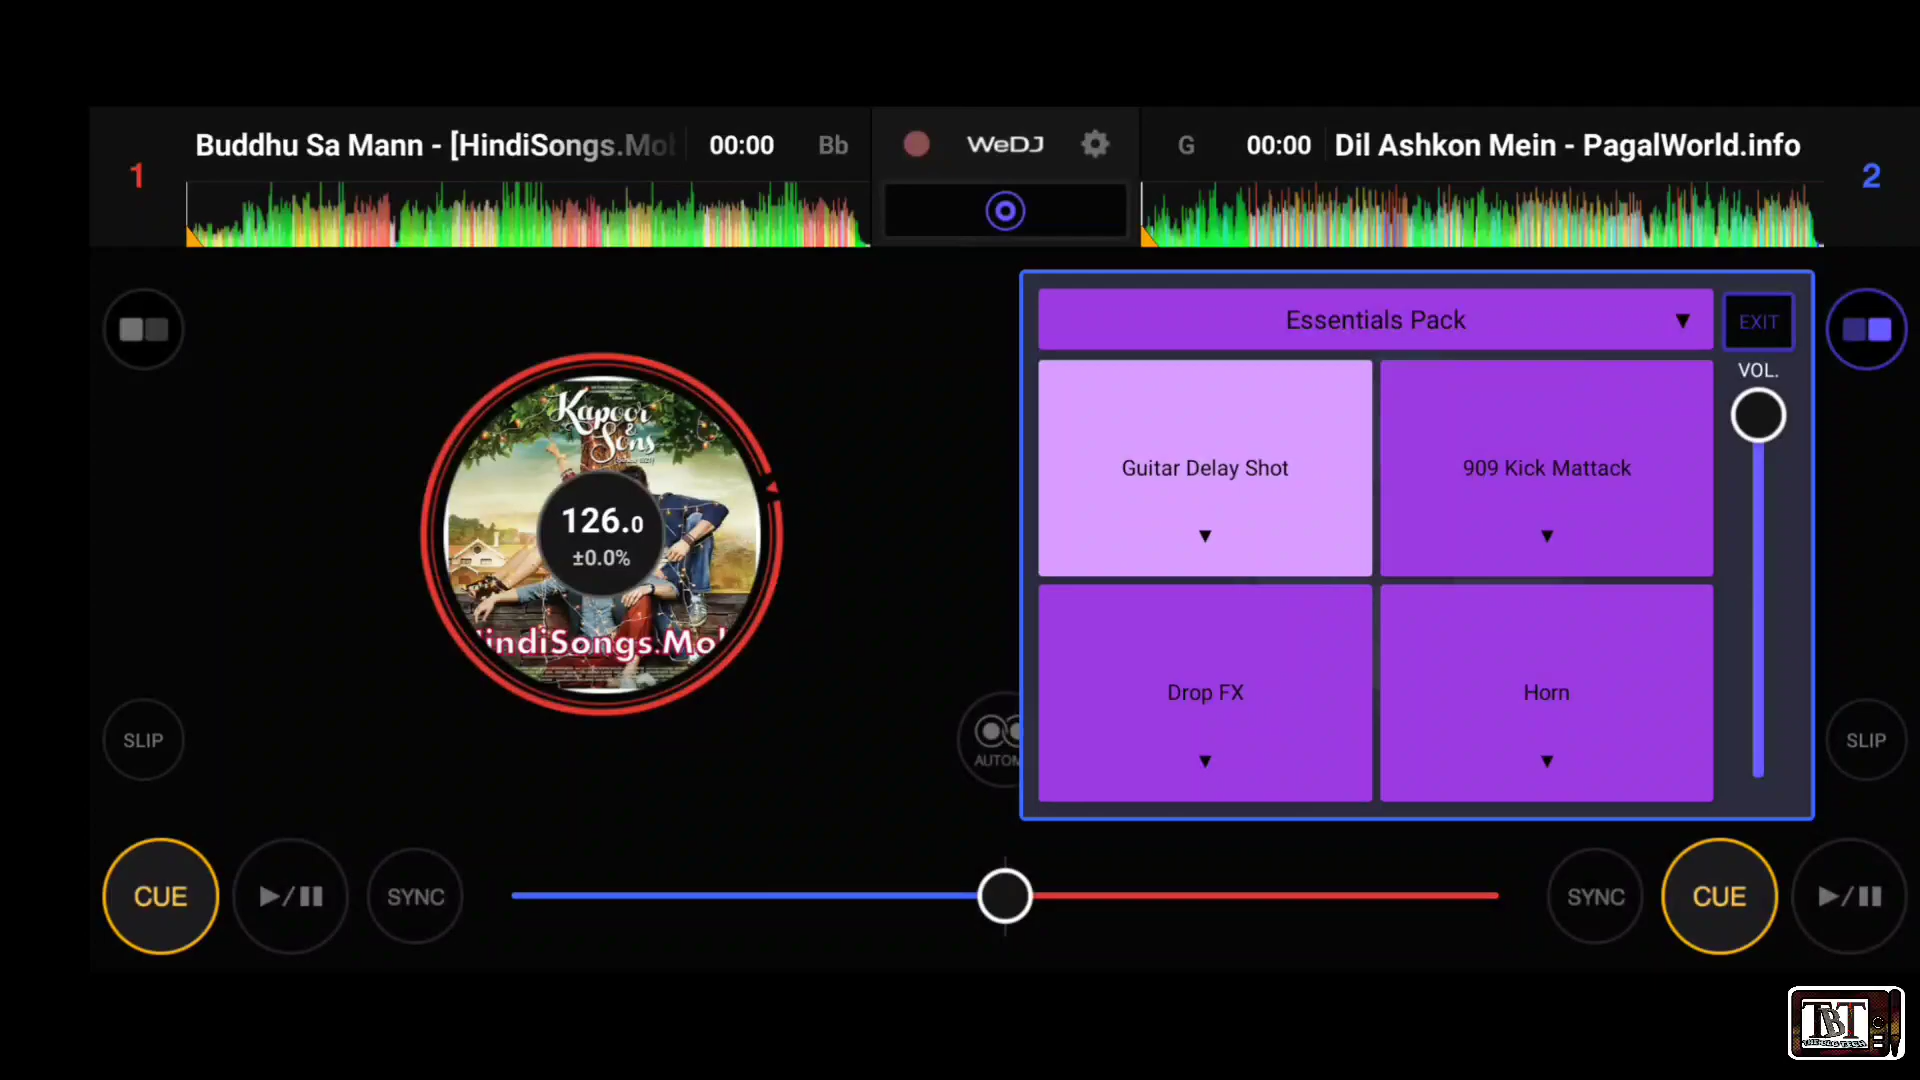 1
Buddhu Sa Mann - [HindiSongs.Mob
00:00
Bb
WeDJ
G
00:00
Dil Ashkon Mein - PagalWorld.info
2
Essentials Pack
EXIT
VOL.
Guitar Delay Shot
909 Kick Mattack
Drop FX
Horn
Kapoor
&
Sons
126.0
±0.0%
indiSongs.Mo
SLIP
AUTOM
SLIP
CUE
SYNC
SYNC
CUE
TBT